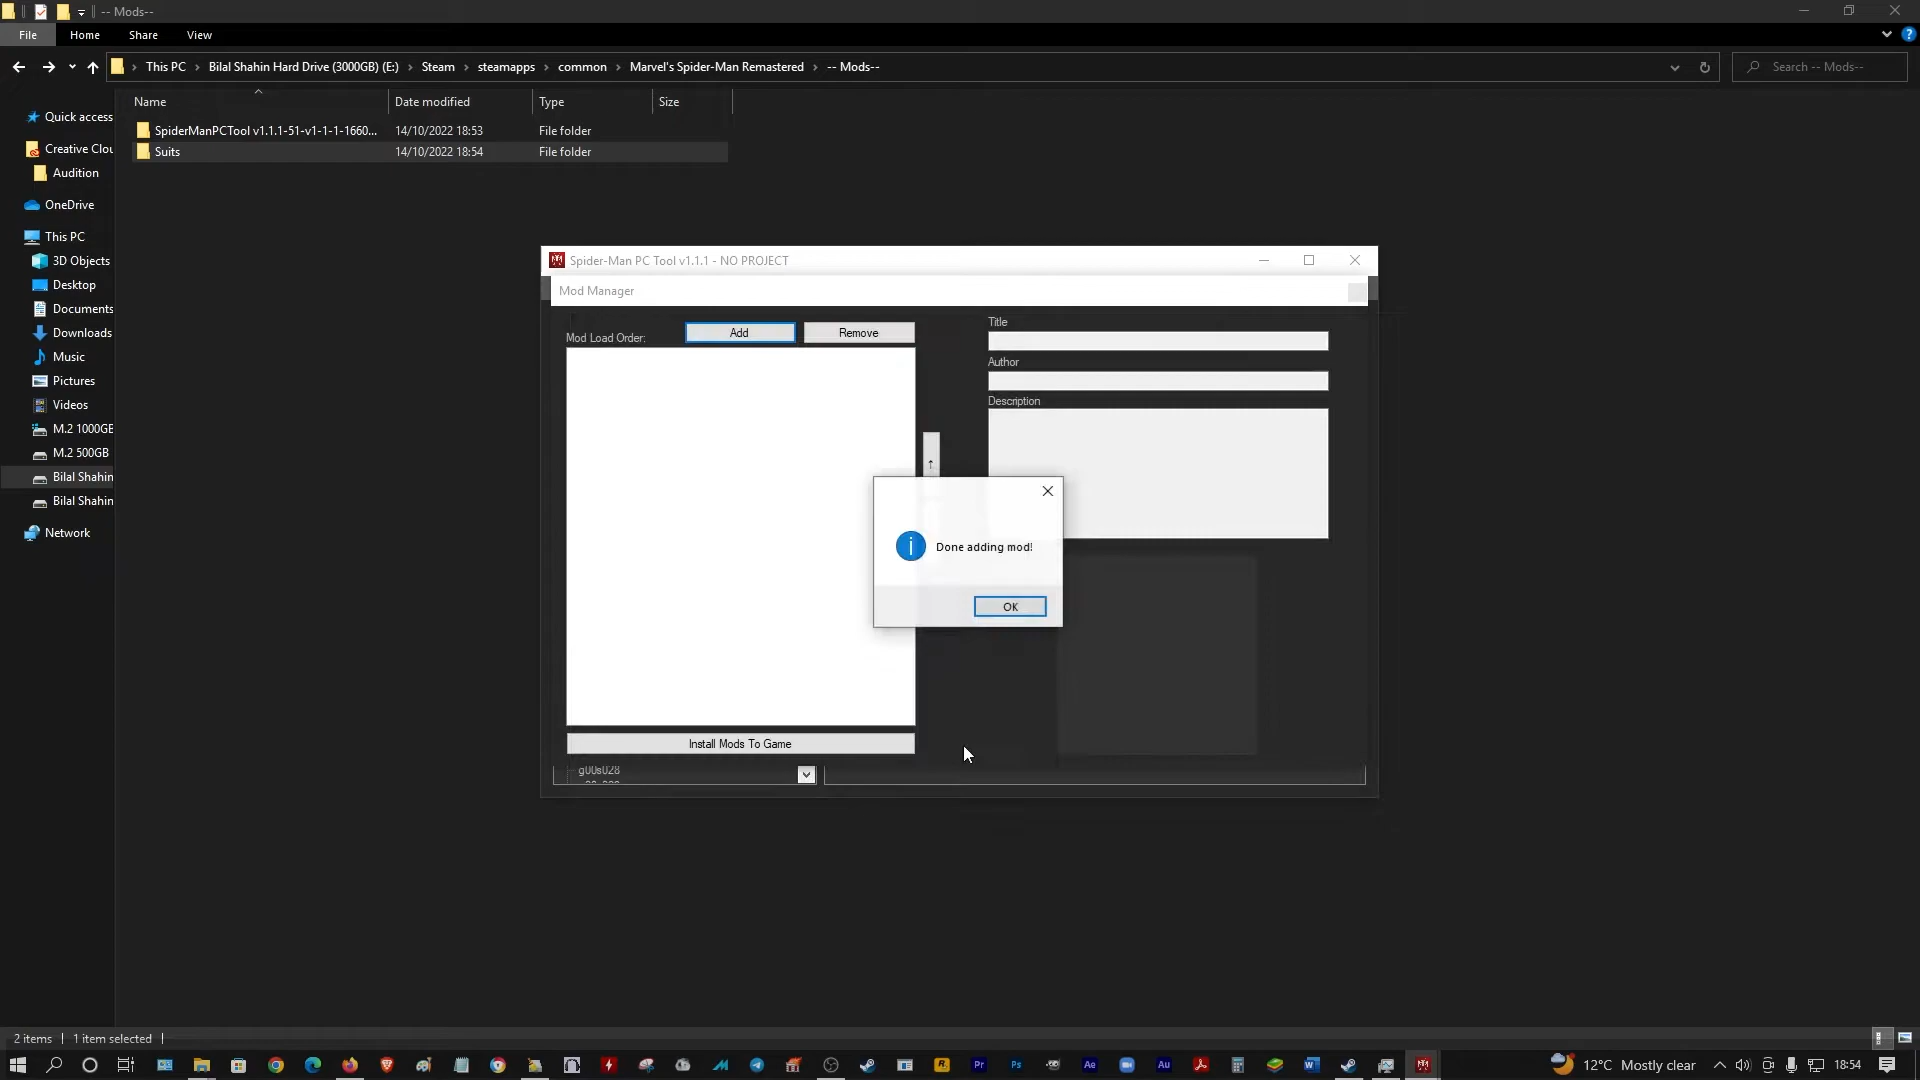 -- Mods--
File Home Share View
This PC > Bilal Shahin Hard Drive (3000GB) (E:) > Steam > steamapps > common > Marvel's Spider-Man Remastered > -- Mods--
Search -- Mods--
Name Date modified Type Size
SpiderManPCTool v1.1.1-51-v1-1-1-1660... 14/10/2022 18:53 File folder
Suits 14/10/2022 18:54 File folder
Quick access
Creative Clou
Audition
OneDrive
This PC
3D Objects
Desktop
Documents
Downloads
Music
Pictures
Videos
M.2 1000GE
M.2 500GB
Bilal Shahin
Bilal Shahin
Network
Spider-Man PC Tool v1.1.1 - NO PROJECT
Mod Manager
Mod Load Order:
Add
Remove
Title
Author
Description
Done adding mod!
OK
Install Mods To Game
g00s028
2 items 1 item selected
12°C Mostly clear
18:54